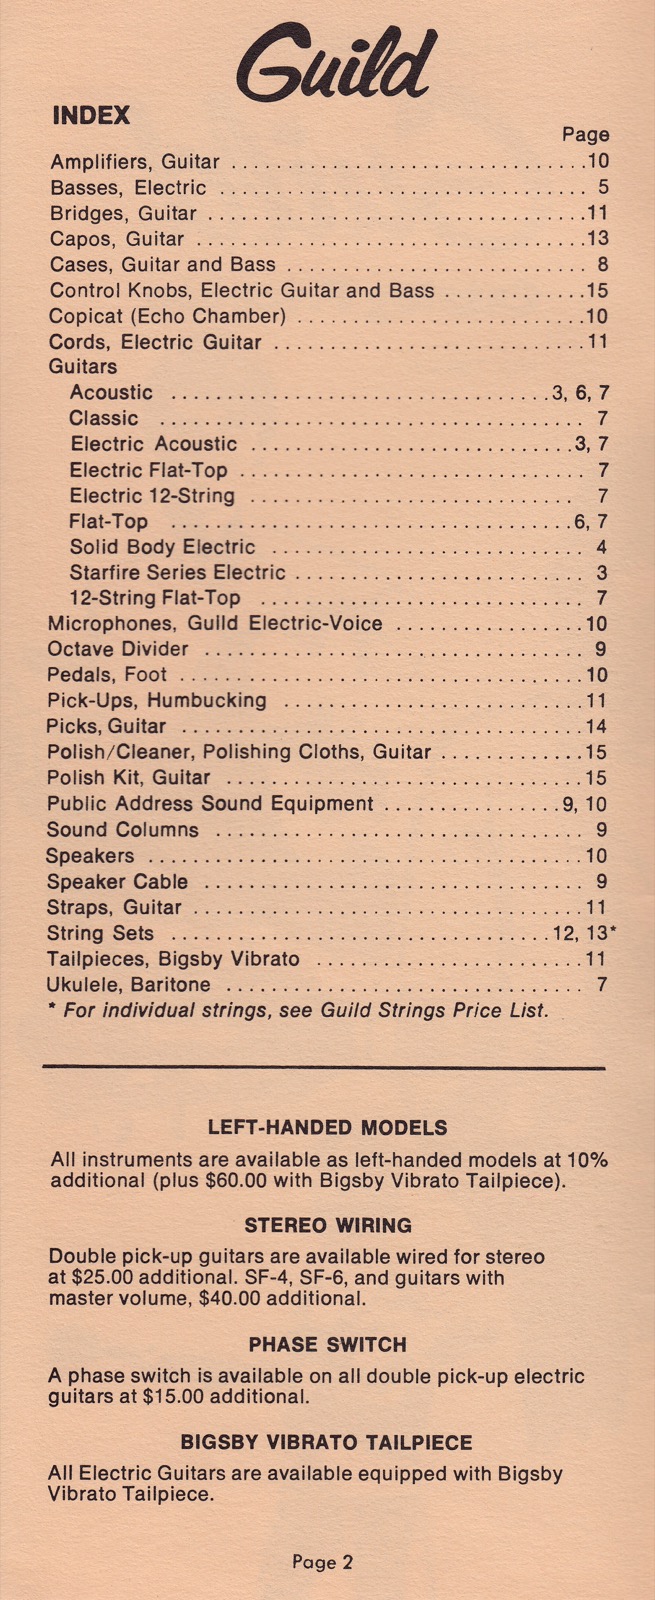 Guild
INDEX
Page
Amplifiers, Guitar ........................................10
Basses, Electric ........................................ 5
Bridges, Guitar ........................................11
Capos, Guitar ........................................13
Cases, Guitar and Bass ................................ 8
Control Knobs, Electric Guitar and Bass .............15
Copicat (Echo Chamber) ...............................10
Cords, Electric Guitar .................................11
Guitars
Acoustic ........................................3, 6, 7
Classic ........................................ 7
Electric Acoustic .................................3, 7
Electric Flat-Top .................................. 7
Electric 12-String ................................. 7
Flat-Top ........................................6, 7
Solid Body Electric ................................ 4
Starfire Series Electric .............................. 3
12-String Flat-Top ................................. 7
Microphones, Guild Electric-Voice ....................10
Octave Divider ........................................ 9
Pedals, Foot ........................................10
Pick-Ups, Humbucking ................................11
Picks, Guitar ........................................14
Polish/Cleaner, Polishing Cloths, Guitar .............15
Polish Kit, Guitar ......................................15
Public Address Sound Equipment ...................9, 10
Sound Columns ........................................ 9
Speakers ........................................10
Speaker Cable ........................................ 9
Straps, Guitar ........................................11
String Sets ........................................12, 13*
Tailpieces, Bigsby Vibrato .............................11
Ukulele, Baritone ...................................... 7
* For individual strings, see Guild Strings Price List.
LEFT-HANDED MODELS
All instruments are available as left-handed models at 10%
additional (plus $60.00 with Bigsby Vibrato Tailpiece).
STEREO WIRING
Double pick-up guitars are available wired for stereo
at $25.00 additional. SF-4, SF-6, and guitars with
master volume, $40.00 additional.
PHASE SWITCH
A phase switch is available on all double pick-up electric
guitars at $15.00 additional.
BIGSBY VIBRATO TAILPIECE
All Electric Guitars are available equipped with Bigsby
Vibrato Tailpiece.
Page 2